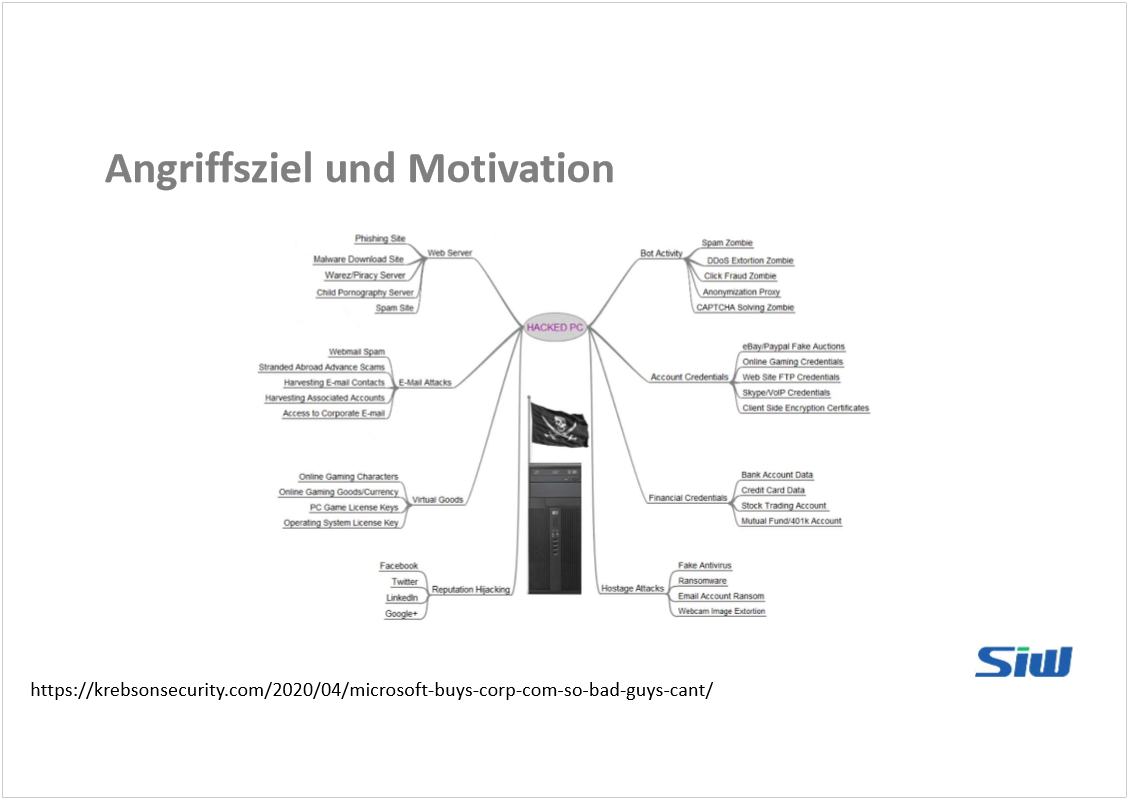 Angriffsziel und Motivation
HACKED PC
Web Server
Phishing Site
Malware Download Site
Warez/Piracy Server
Child Pornography Server
Spam Site
E-Mail Attacks
Webmail Spam
Stranded Abroad Advance Scams
Harvesting E-mail Contacts
Harvesting Associated Accounts
Access to Corporate E-mail
Virtual Goods
Online Gaming Characters
Online Gaming Goods/Currency
PC Game License Keys
Operating System License Key
Reputation Hijacking
Facebook
Twitter
LinkedIn
Google+
Bot Activity
Spam Zombie
DDoS Extortion Zombie
Click Fraud Zombie
Anonymization Proxy
CAPTCHA Solving Zombie
Account Credentials
eBay/Paypal Fake Auctions
Online Gaming Credentials
Web Site FTP Credentials
Skype/VoIP Credentials
Client Side Encryption Certificates
Financial Credentials
Bank Account Data
Credit Card Data
Stock Trading Account
Mutual Fund/401k Account
Hostage Attacks
Fake Antivirus
Ransomware
Email Account Ransom
Webcam Image Extortion
Siw
https://krebsonsecurity.com/2020/04/microsoft-buys-corp-com-so-bad-guys-cant/